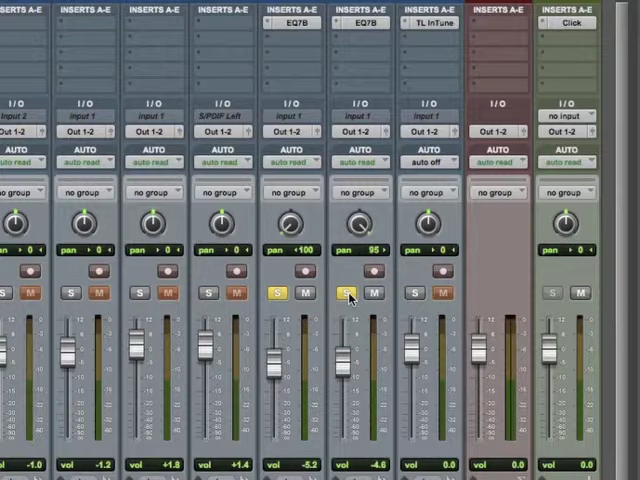 INSERTS A-E INSERTS A-E INSERTS A-E INSERTS A-E INSERTS A-E INSERTS A-E INSERTS A-E INSERTS A-E INSERTS A-E
EQ7B EQ7B TL InTune Click
I / O I / O I / O I / O I / O I / O I / O I / O I / O
Input 2 input 1 input 1 S/PDIF Left input 1 input 1 input 1 no input
Out 1-2 Out 1-2 Out 1-2 Out 1-2 Out 1-2 Out 1-2 Out 1-2 Out 1-2 Out 1-2
AUTO AUTO AUTO AUTO AUTO AUTO AUTO AUTO AUTO
auto read auto read auto read auto read auto read auto read auto off auto read auto read
no group no group no group no group no group no group no group no group no group
pan 0 pan 0 pan 0 pan 0 pan 100 pan 95 pan 0 pan 0
S M S M S M S M S M S M S M S M
vol -1.0 vol -1.2 vol +1.8 vol +1.4 vol -5.2 vol -4.6 vol 0.0 vol 0.0 vol 0.0